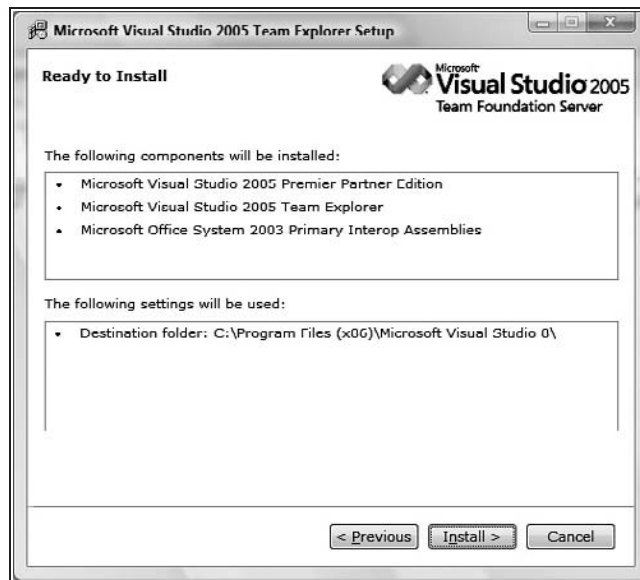 Microsoft Visual Studio 2005 Team Explorer Setup
Ready to Install
Microsoft
Visual Studio 2005
Team Foundation Server
The following components will be installed:
• Microsoft Visual Studio 2005 Premier Partner Edition
• Microsoft Visual Studio 2005 Team Explorer
• Microsoft Office System 2003 Primary Interop Assemblies
The following settings will be used:
• Destination folder: C:\Program Files (x86)\Microsoft Visual Studio 8\
< Previous
Install >
Cancel